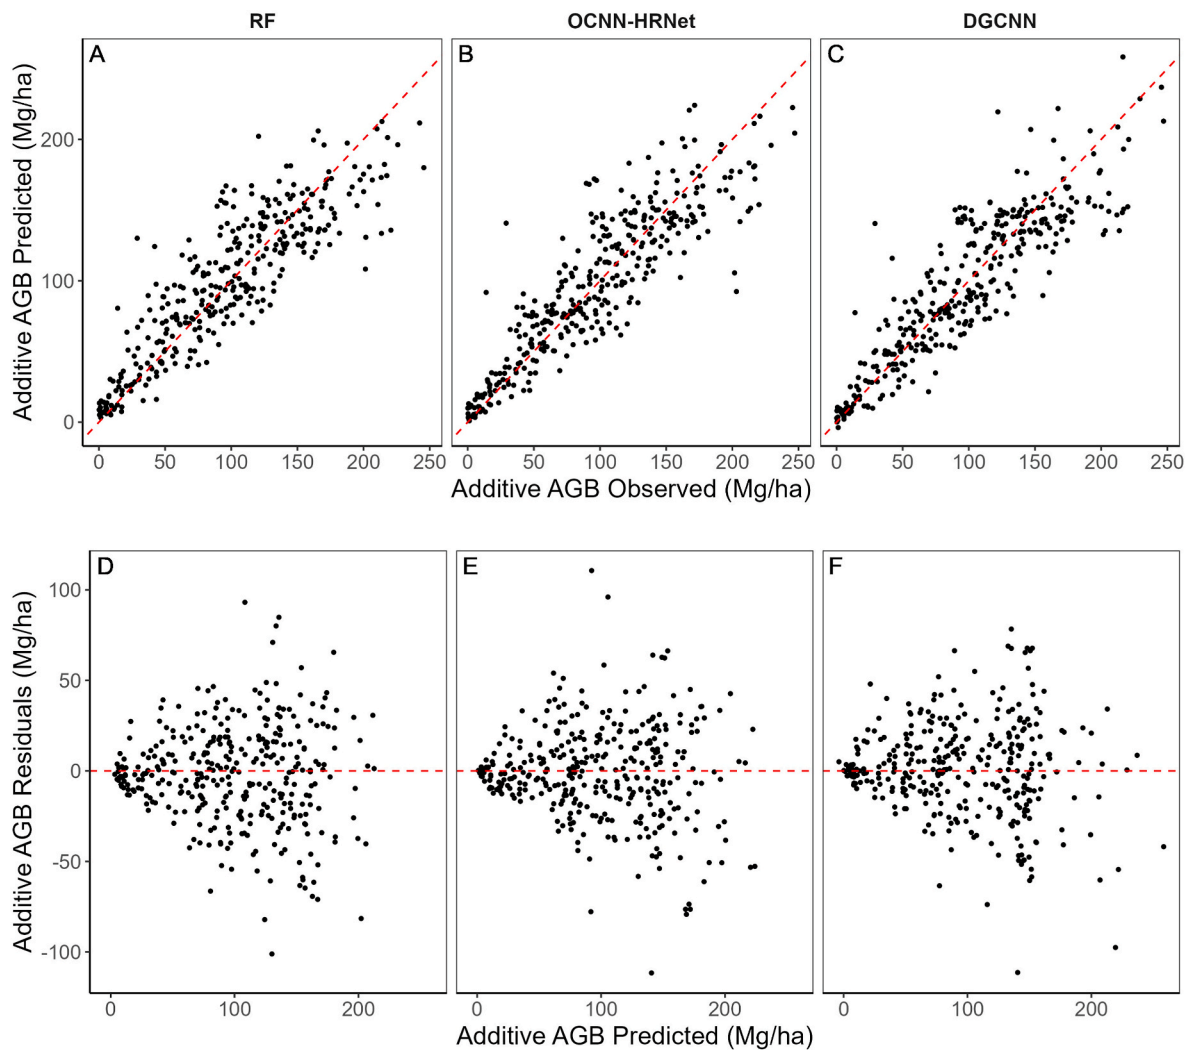 RF OCNN-HRNet DGCNN
A B C
Additive AGB Predicted (Mg/ha)
200
100
0
0 50 100 150 200 250 0 50 100 150 200 250 0 50 100 150 200 250
Additive AGB Observed (Mg/ha)
D E F
Additive AGB Residuals (Mg/ha)
100
50
0
-50
-100
0 100 200 0 100 200 0 100 200
Additive AGB Predicted (Mg/ha)